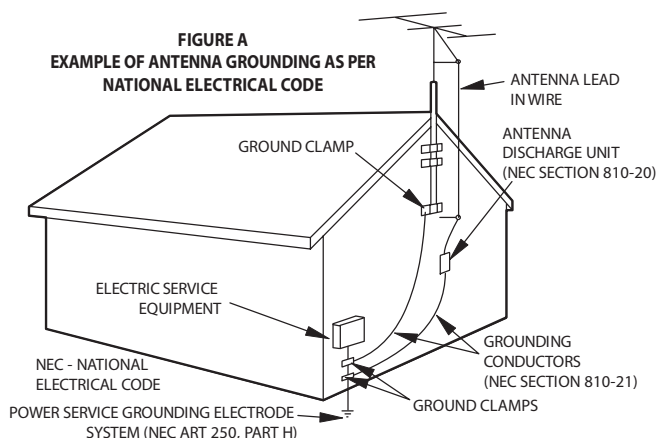 FIGURE A
EXAMPLE OF ANTENNA GROUNDING AS PER
NATIONAL ELECTRICAL CODE
ANTENNA LEAD
IN WIRE
GROUND CLAMP
ANTENNA
DISCHARGE UNIT
(NEC SECTION 810-20)
ELECTRIC SERVICE
EQUIPMENT
GROUNDING
CONDUCTORS
(NEC SECTION 810-21)
NEC - NATIONAL
ELECTRICAL CODE
GROUND CLAMPS
POWER SERVICE GROUNDING ELECTRODE
SYSTEM (NEC ART 250, PART H)